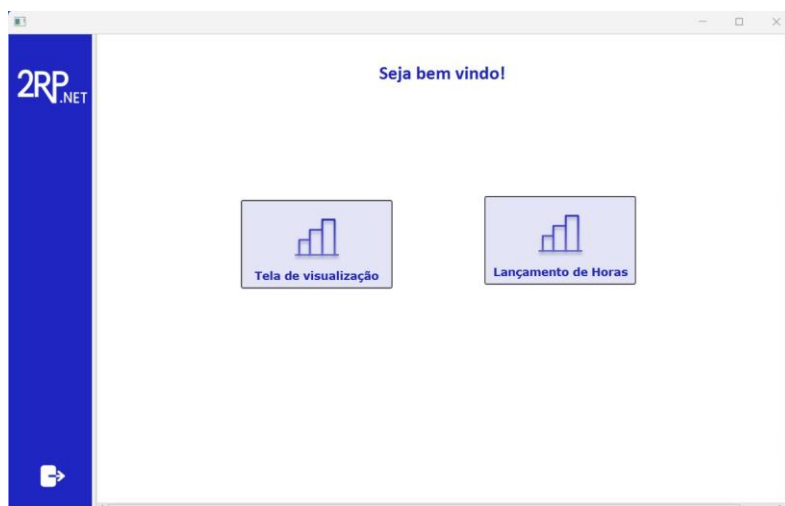 2RP
.NET
Seja bem vindo!
Tela de visualização
Lançamento de Horas